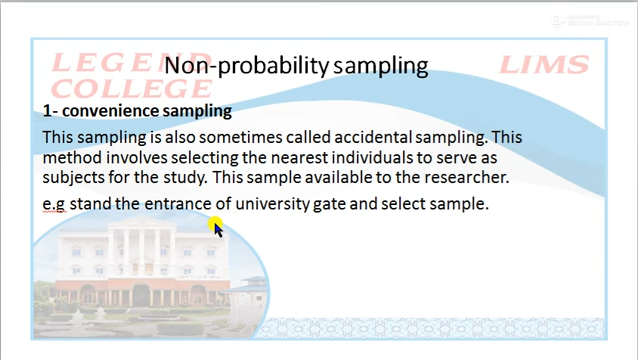 LEGEND
COLLEGE
LIMS
Non-probability sampling
1- convenience sampling
This sampling is also sometimes called accidental sampling. This
method involves selecting the nearest individuals to serve as
subjects for the study. This sample available to the researcher.
e.g stand the entrance of university gate and select sample.